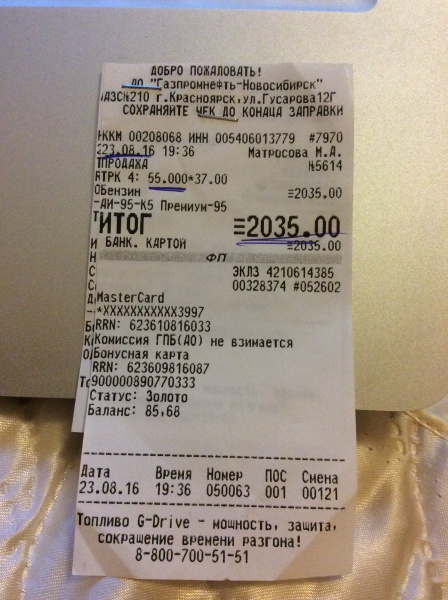 ДОБРО ПОЖАЛОВАТЬ!
ДО "Газпромнефть-Новосибирск"
АЗС№210 г.Красноярск,ул.Гусарова12Г
СОХРАНЯЙТЕ ЧЕК ДО КОНЦАА ЗАПРАВКИ
ККМ 00208068 ИНН 005406013779 #7970
23.08.16 19:36 Матросова М.А.
ПРОДАЖА №5614
ТРК 4: 55.000*37.00
Бензин ≡2035.00
АИ-95-К5 Премиум-95
ИТОГ ≡2035.00
БАНК. КАРТОЙ ≡2035.00
ФП
ЭКЛЗ 4210614385
00328374 #052602
MasterCard
*XXXXXXXXXXX3997
RRN: 623610816033
Комиссия ГПБ(АО) не взимается
Бонусная карта
RRN: 623609816087
900000890770333
Статус: Золото
Баланс: 85,68
Дата Время Номер ПОС Смена
23.08.16 19:36 050063 001 00121
Топливо G-Drive - мощность, защита,
сокращение времени разгона!
8-800-700-51-51